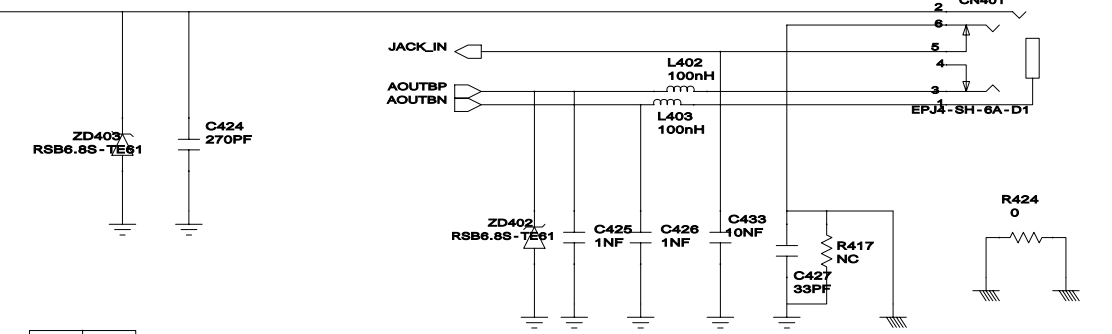 CN401
2
6
JACK_IN
5
4
L402
100nH
AOUTBP
3
AOUTBN
1
EPJ4-SH-6A-D1
L403
100nH
C424
270PF
ZD403
RSB6.8S-TE61
R424
0
ZD402
RSB6.8S-TE61
C425
1NF
C426
1NF
C433
10NF
R417
NC
C427
33PF